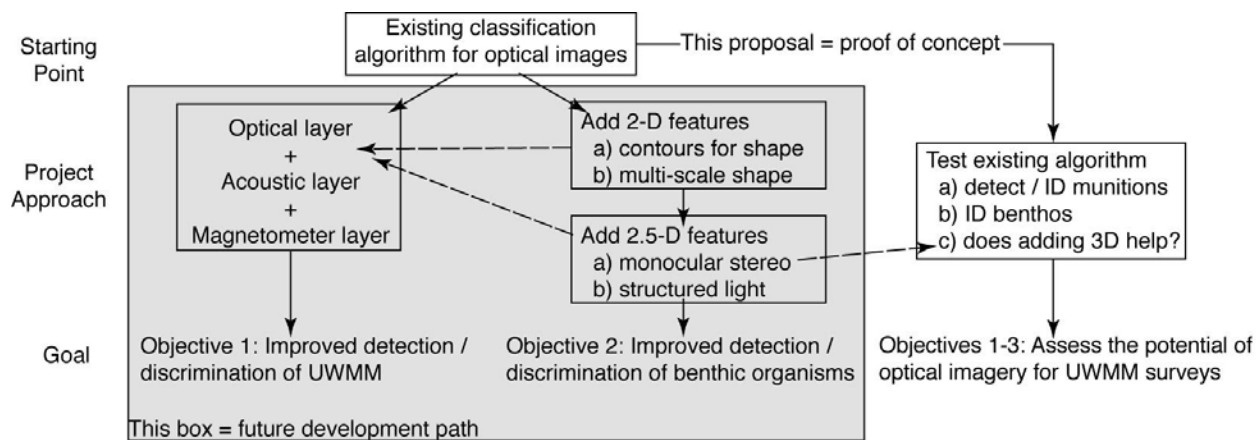 Starting
Point
Existing classification
algorithm for optical images
This proposal = proof of concept
Project
Approach
Optical layer
+
Acoustic layer
+
Magnetometer layer
Add 2-D features
a) contours for shape
b) multi-scale shape
Add 2.5-D features
a) monocular stereo
b) structured light
Test existing algorithm
a) detect / ID munitions
b) ID benthos
c) does adding 3D help?
Goal
Objective 1: Improved detection /
discrimination of UWMM
Objective 2: Improved detection /
discrimination of benthic organisms
Objectives 1-3: Assess the potential of
optical imagery for UWMM surveys
This box = future development path